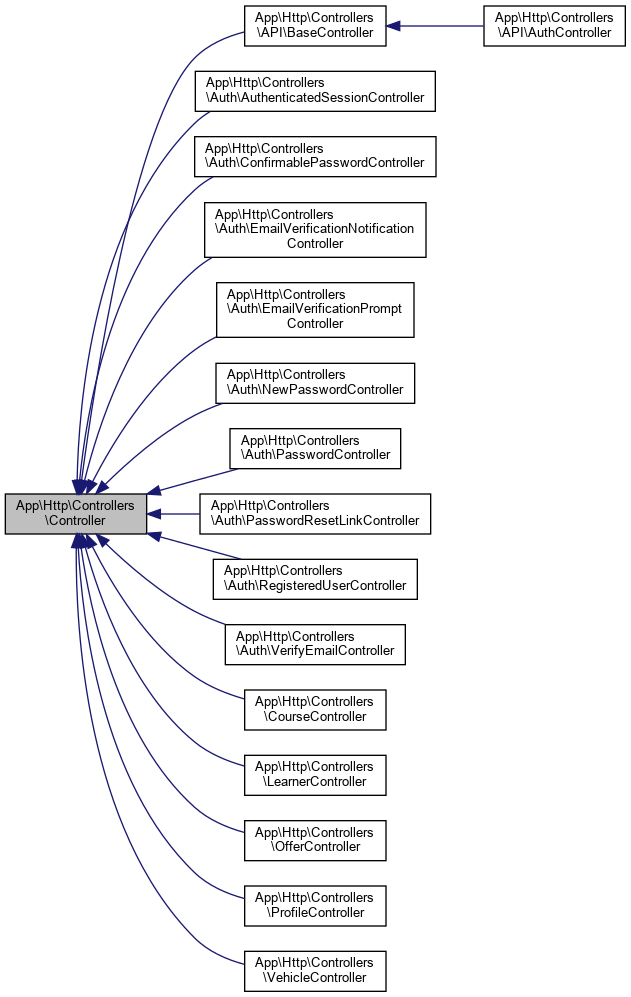 App\Http\Controllers
\API\BaseController
App\Http\Controllers
\API\AuthController
App\Http\Controllers
\Auth\AuthenticatedSessionController
App\Http\Controllers
\Auth\ConfirmablePasswordController
App\Http\Controllers
\Auth\EmailVerificationNotification
Controller
App\Http\Controllers
\Auth\EmailVerificationPrompt
Controller
App\Http\Controllers
\Auth\NewPasswordController
App\Http\Controllers
\Auth\PasswordController
App\Http\Controllers
\Controller
App\Http\Controllers
\Auth\PasswordResetLinkController
App\Http\Controllers
\Auth\RegisteredUserController
App\Http\Controllers
\Auth\VerifyEmailController
App\Http\Controllers
\CourseController
App\Http\Controllers
\LearnerController
App\Http\Controllers
\OfferController
App\Http\Controllers
\ProfileController
App\Http\Controllers
\VehicleController